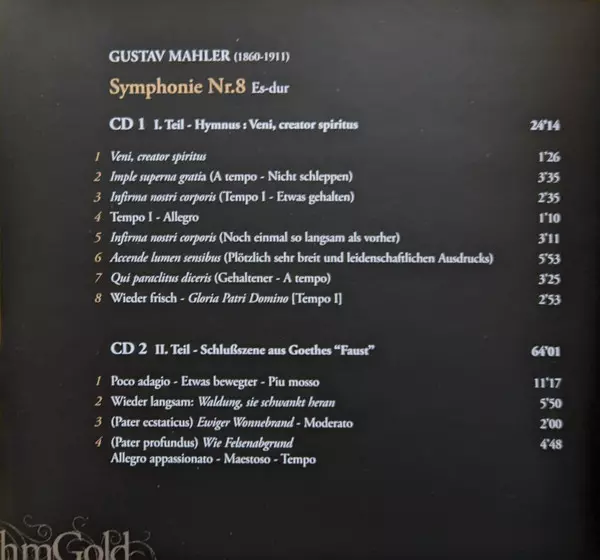 GUSTAV MAHLER (1860-1911)
Symphonie Nr.8 Es-dur
CD 1 I. Teil - Hymnus : Veni, creator spiritus 24'14
1 Veni, creator spiritus 1'26
2 Imple superna gratia (A tempo - Nicht schleppen) 3'35
3 Infirma nostri corporis (Tempo I - Etwas gehalten) 2'35
4 Tempo I - Allegro 1'10
5 Infirma nostri corporis (Noch einmal so langsam als vorher) 3'11
6 Accende lumen sensibus (Plötzlich sehr breit und leidenschaftlichen Ausdrucks) 5'53
7 Qui paraclitus diceris (Gehaltener - A tempo) 3'25
8 Wieder frisch - Gloria Patri Domino [Tempo I] 2'53
CD 2 II. Teil - Schlußszene aus Goethes "Faust" 64'01
1 Poco adagio - Etwas bewegter - Piu mosso 11'17
2 Wieder langsam: Waldung, sie schwankt heran 5'50
3 (Pater ecstaticus) Ewiger Wonnebrand - Moderato 2'00
4 (Pater profundus) Wie Felsenabgrund 4'48
Allegro appassionato - Maestoso - Tempo
hmGold